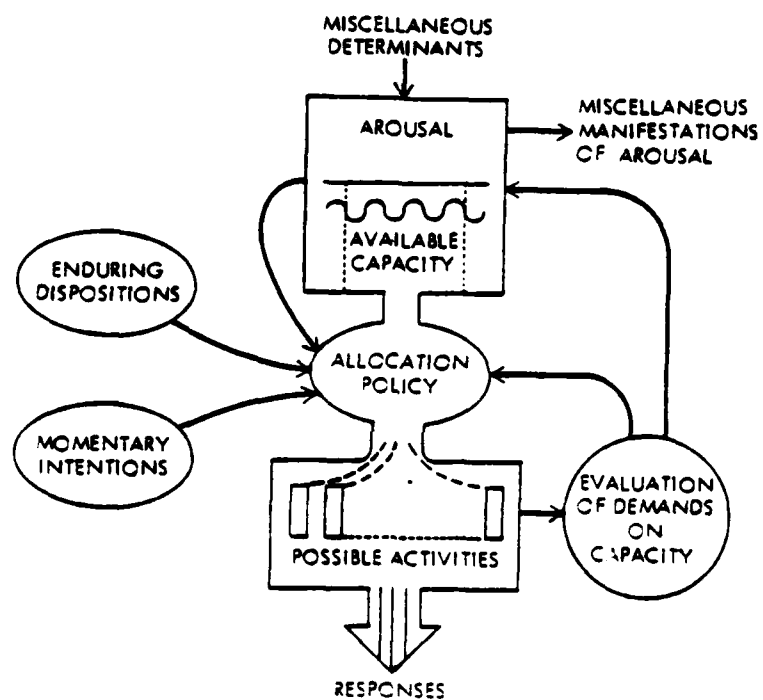 MISCELLANEOUS
DETERMINANTS
AROUSAL
MISCELLANEOUS
MANIFESTATIONS
OF AROUSAL
AVAILABLE
CAPACITY
ENDURING
DISPOSITIONS
ALLOCATION
POLICY
MOMENTARY
INTENTIONS
EVALUATION
OF DEMANDS
ON
CAPACITY
POSSIBLE ACTIVITIES
RESPONSES